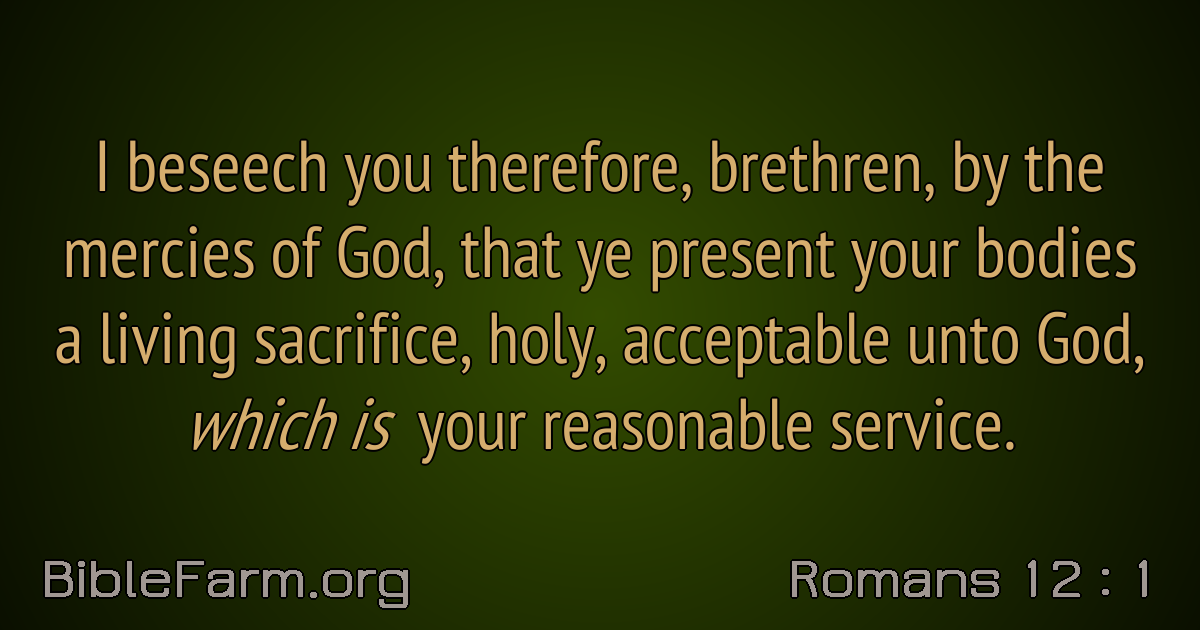 I beseech you therefore, brethren, by the
mercies of God, that ye present your bodies
a living sacrifice, holy, acceptable unto God,
which is your reasonable service.
BibleFarm.org
Romans 12 : 1